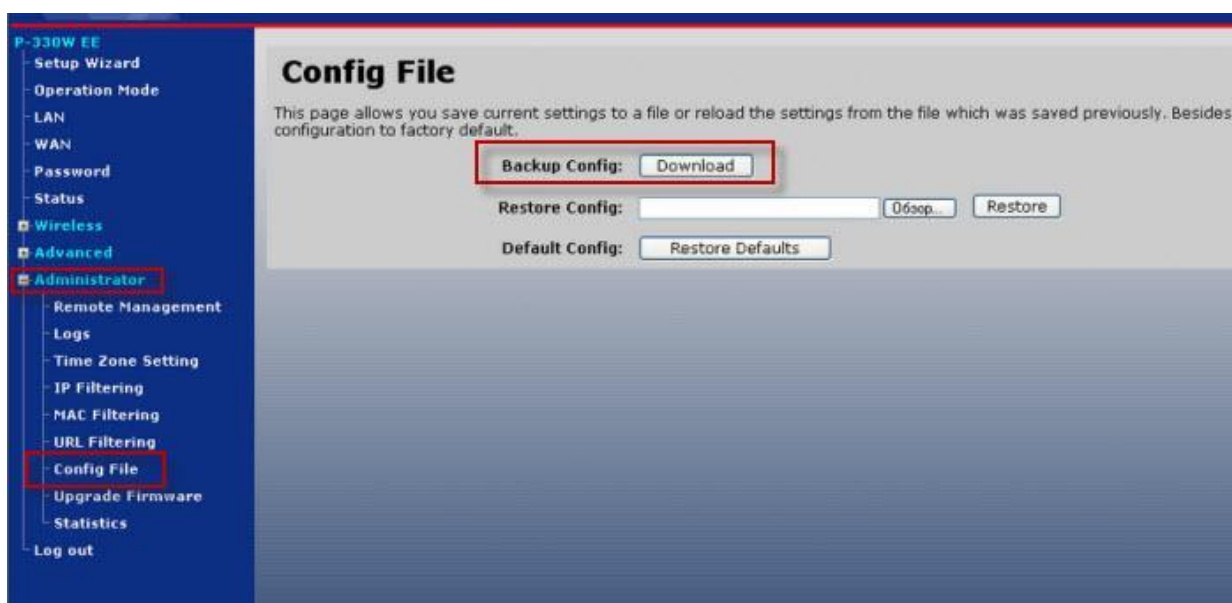 P-330W EE
Setup Wizard
Operation Mode
LAN
WAN
Password
Status
Wireless
Advanced
Administrator
Remote Management
Logs
Time Zone Setting
IP Filtering
MAC Filtering
URL Filtering
Config File
Upgrade Firmware
Statistics
Log out
Config File
This page allows you save current settings to a file or reload the settings from the file which was saved previously. Besides
configuration to factory default.
Backup Config: Download
Restore Config: Обзор... Restore
Default Config: Restore Defaults